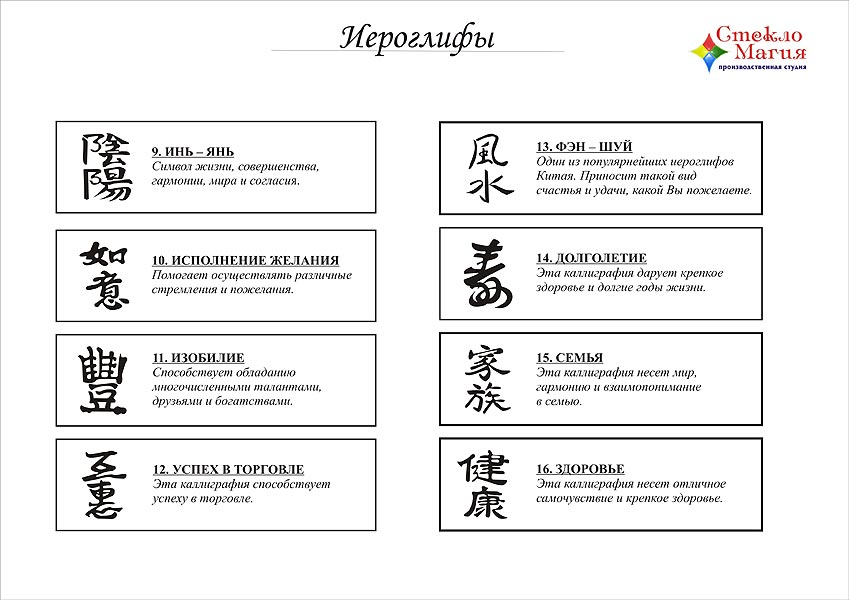 Иероглифы
Стекло
Магия
производственная студия
陰陽
9. ИНЬ – ЯНЬ
Символ жизни, совершенства,
гармонии, мира и согласия.
如意
10. ИСПОЛНЕНИЕ ЖЕЛАНИЯ
Помогает осуществлять различные
стремления и пожелания.
豐
11. ИЗОБИЛИЕ
Способствует обладанию
многочисленными талантами,
друзьями и богатствами.
互惠
12. УСПЕХ В ТОРГОВЛЕ
Эта каллиграфия способствует
успеху в торговле.
風水
13. ФЭН – ШУЙ
Один из популярнейших иероглифов
Китая. Приносит такой вид
счастья и удачи, какой Вы пожелаете.
寿
14. ДОЛГОЛЕТИЕ
Эта каллиграфия дарует крепкое
здоровье и долгие годы жизни.
家族
15. СЕМЬЯ
Эта каллиграфия несет мир,
гармонию и взаимопонимание
в семью.
健康
16. ЗДОРОВЬЕ
Эта каллиграфия несет отличное
самочувствие и крепкое здоровье.